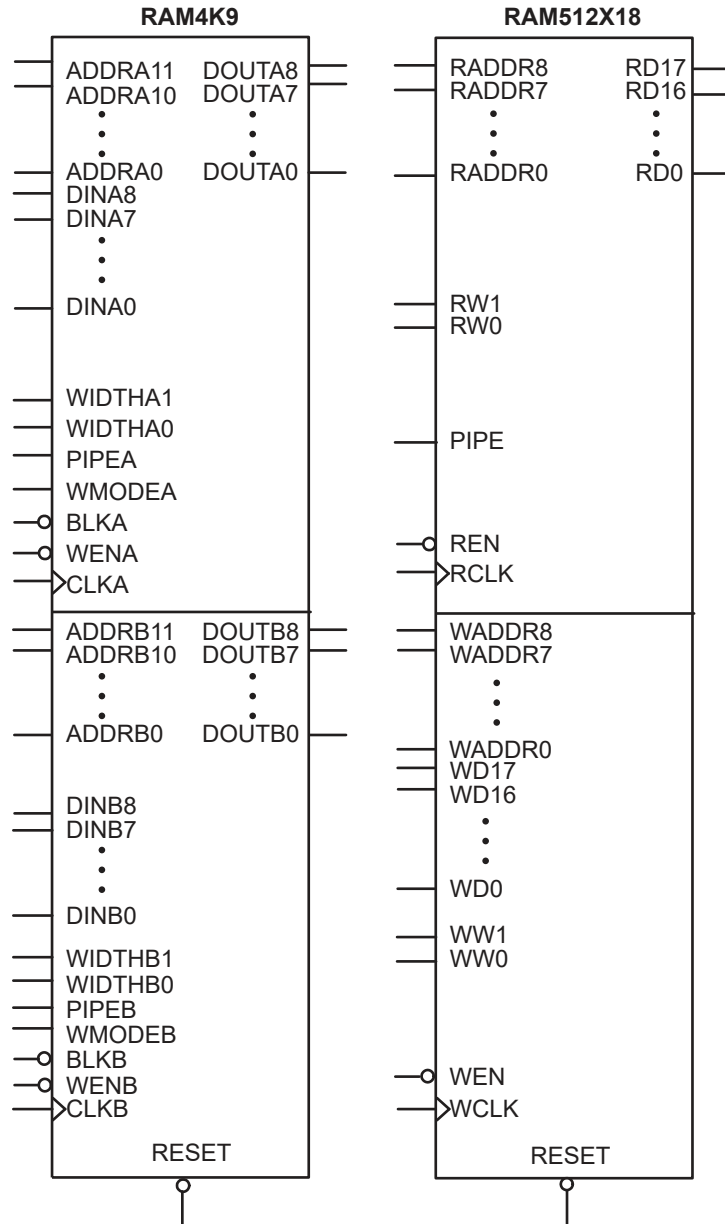 RAM4K9
ADDRA11 DOUTA8
ADDRA10 DOUTA7
ADDRA0 DOUTA0
DINA8
DINA7
DINA0
WIDTHA1
WIDTHA0
PIPEA
WMODEA
BLKA
WENA
CLKA
ADDRB11 DOUTB8
ADDRB10 DOUTB7
ADDRB0 DOUTB0
DINB8
DINB7
DINB0
WIDTHB1
WIDTHB0
PIPEB
WMODEB
BLKB
WENB
CLKB
RESET
RAM512X18
RADDR8 RD17
RADDR7 RD16
RADDR0 RD0
RW1
RW0
PIPE
REN
RCLK
WADDR8
WADDR7
WADDR0
WD17
WD16
WD0
WW1
WW0
WEN
WCLK
RESET